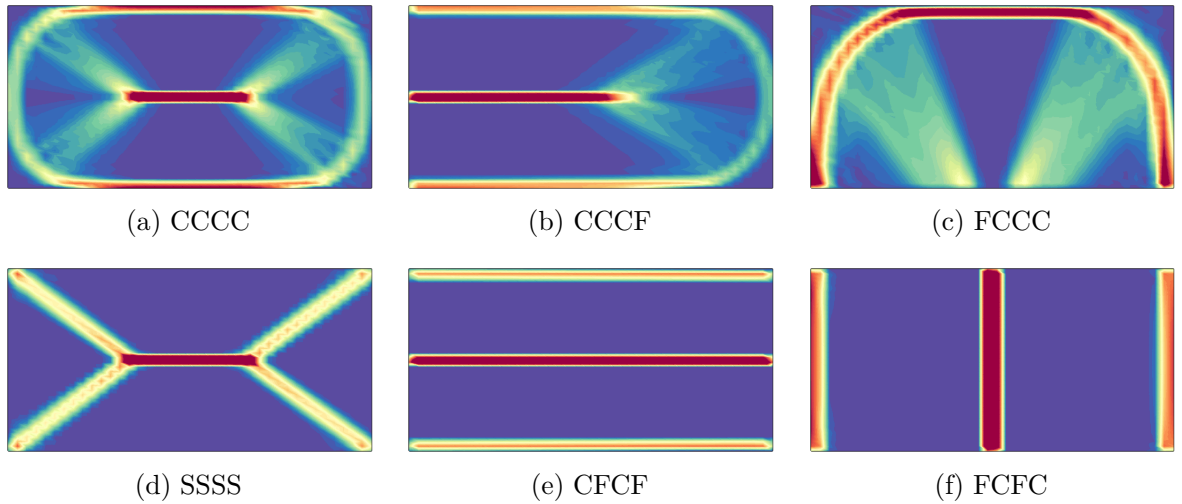 (a) CCCC
(b) CCCF
(c) FCCC
(d) SSSS
(e) CFCF
(f) FCFC